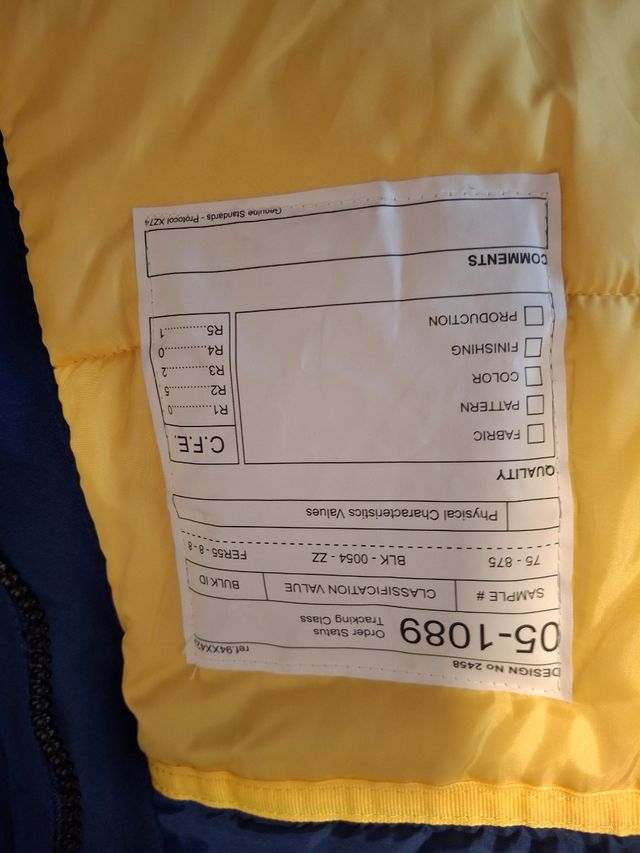 DESIGN No 2458
05-1089 Order Status
Tracking Class
SAMPLE # CLASSIFICATION VALUE BULK ID
75 - 875 BLK - 0054 - ZZ FER55 - 8 - 8
Physical Characteristics Values
QUALITY
FABRIC
PATTERN
COLOR
FINISHING
PRODUCTION
C.F.E.
R1..........0
R2..........5
R3..........2
R4..........0
R5..........1
COMMENTS
Genuine Standards - Protocol XZ74